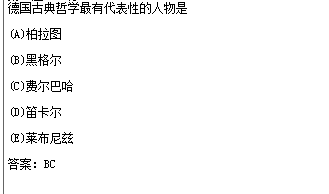 德国古典哲学最有代表性的人物是
(A)柏拉图
(B)黑格尔
(C)费尔巴哈
(D)笛卡尔
(E)莱布尼兹
答案：BC